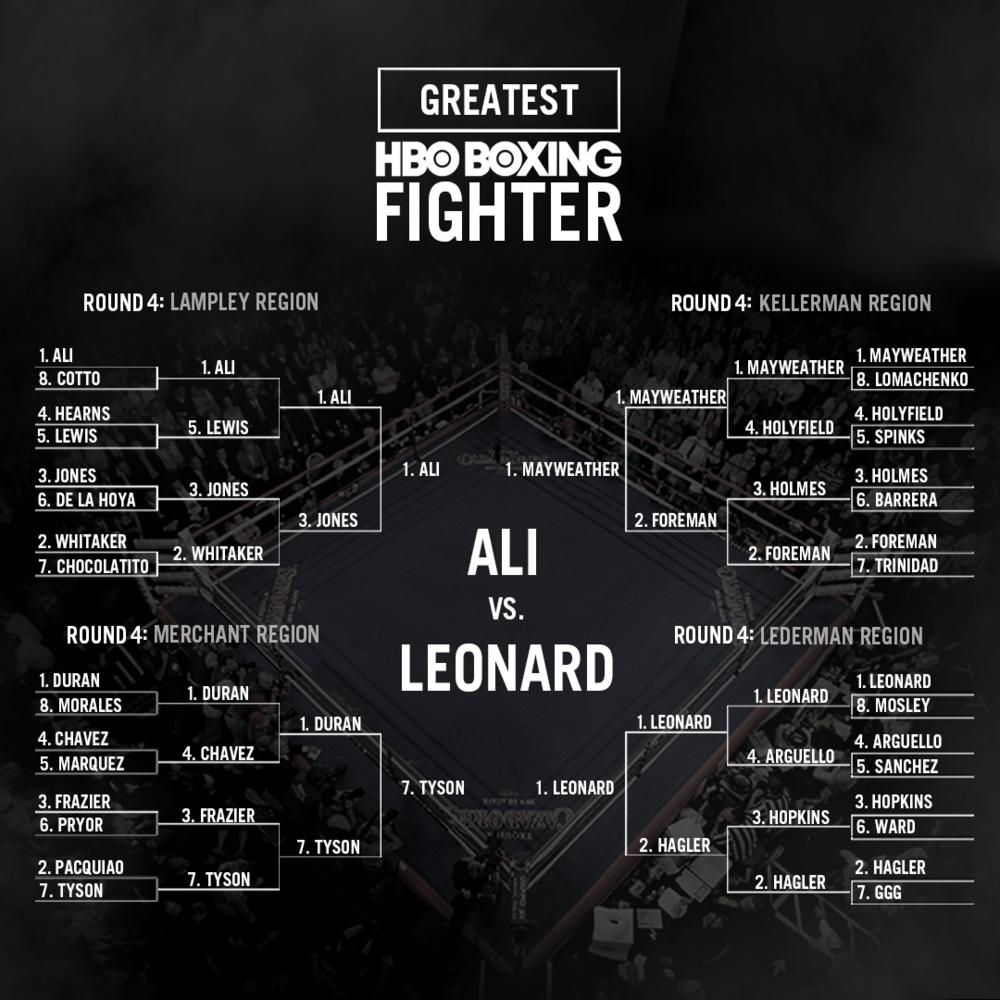 GREATEST
HBO BOXING
FIGHTER
ROUND 4: LAMPLEY REGION
1. ALI
8. COTTO
4. HEARNS
5. LEWIS
3. JONES
6. DE LA HOYA
2. WHITAKER
7. CHOCOLATITO
1. ALI
5. LEWIS
3. JONES
2. WHITAKER
1. ALI
3. JONES
1. ALI
ROUND 4: KELLERMAN REGION
1. MAYWEATHER
8. LOMACHENKO
4. HOLYFIELD
5. SPINKS
3. HOLMES
6. BARRERA
2. FOREMAN
7. TRINIDAD
1. MAYWEATHER
4. HOLYFIELD
3. HOLMES
2. FOREMAN
1. MAYWEATHER
2. FOREMAN
1. MAYWEATHER
ALI
VS.
LEONARD
ROUND 4: MERCHANT REGION
1. DURAN
8. MORALES
4. CHAVEZ
5. MARQUEZ
3. FRAZIER
6. PRYOR
2. PACQUIAO
7. TYSON
1. DURAN
4. CHAVEZ
3. FRAZIER
7. TYSON
1. DURAN
7. TYSON
7. TYSON
ROUND 4: LEDERMAN REGION
1. LEONARD
8. MOSLEY
4. ARGUELLO
5. SANCHEZ
3. HOPKINS
6. WARD
2. HAGLER
7. GGG
1. LEONARD
4. ARGUELLO
3. HOPKINS
2. HAGLER
1. LEONARD
2. HAGLER
1. LEONARD